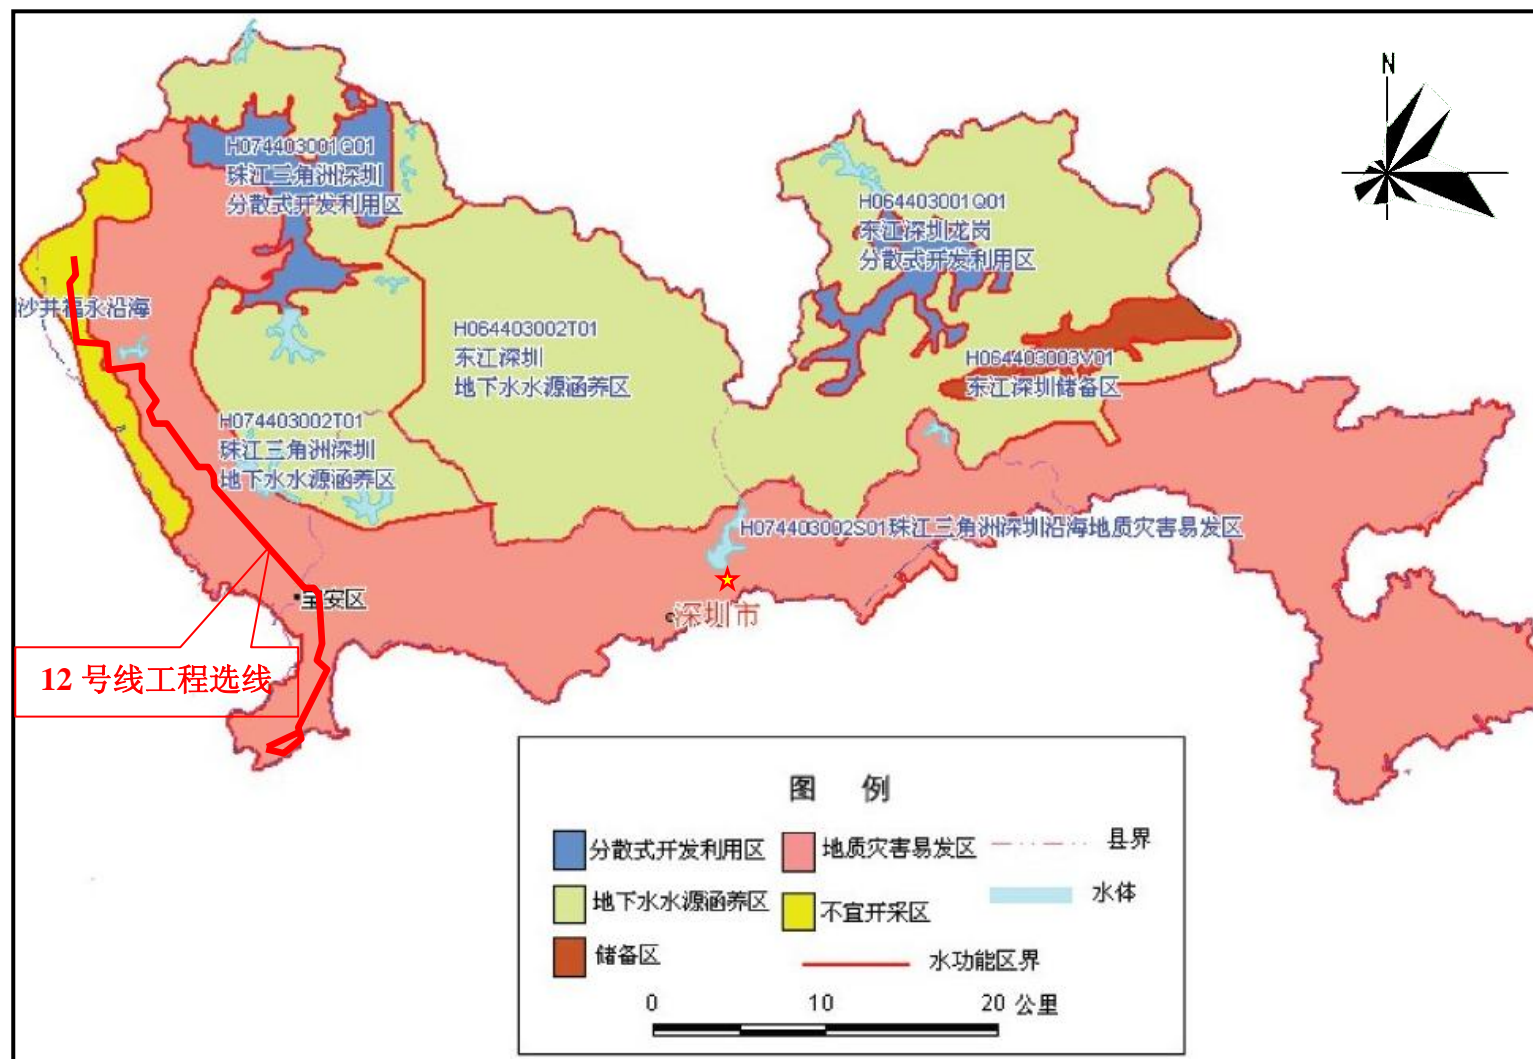 N
H074403001Q01
珠江三角洲深圳
分散式开发利用区
H064403001Q01
东江深圳龙岗
分散式开发利用区
沙井福永沿海
H064403002T01
东江深圳
地下水水源涵养区
H064403003V01
东江深圳储备区
H074403002T01
珠江三角洲深圳
地下水水源涵养区
H074403002S01珠江三角洲深圳沿海地质灾害易发区
宝安区
深圳市
12 号线工程选线
图 例
分散式开发利用区
地质灾害易发区
县界
地下水水源涵养区
不宜开采区
水体
储备区
水功能区界
0 10 20 公里